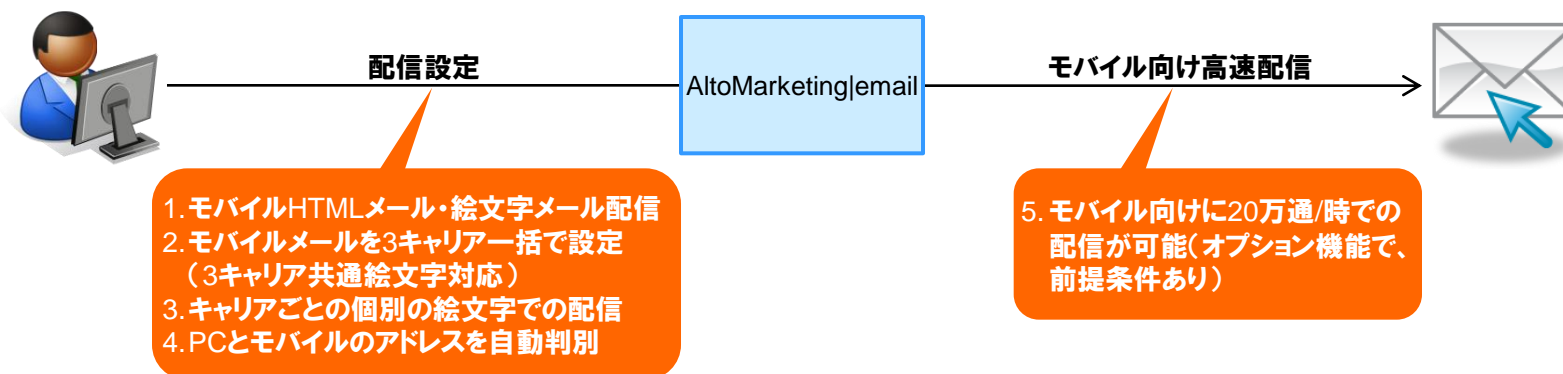 配信設定
AltoMarketing|email
モバイル向け高速配信
1.モバイルHTMLメール・絵文字メール配信
2.モバイルメールを3キャリア一括で設定
（3キャリア共通絵文字対応）
3.キャリアごとの個別の絵文字での配信
4.PCとモバイルのアドレスを自動判別
5.モバイル向けに20万通/時での
配信が可能（オプション機能で、
前提条件あり）